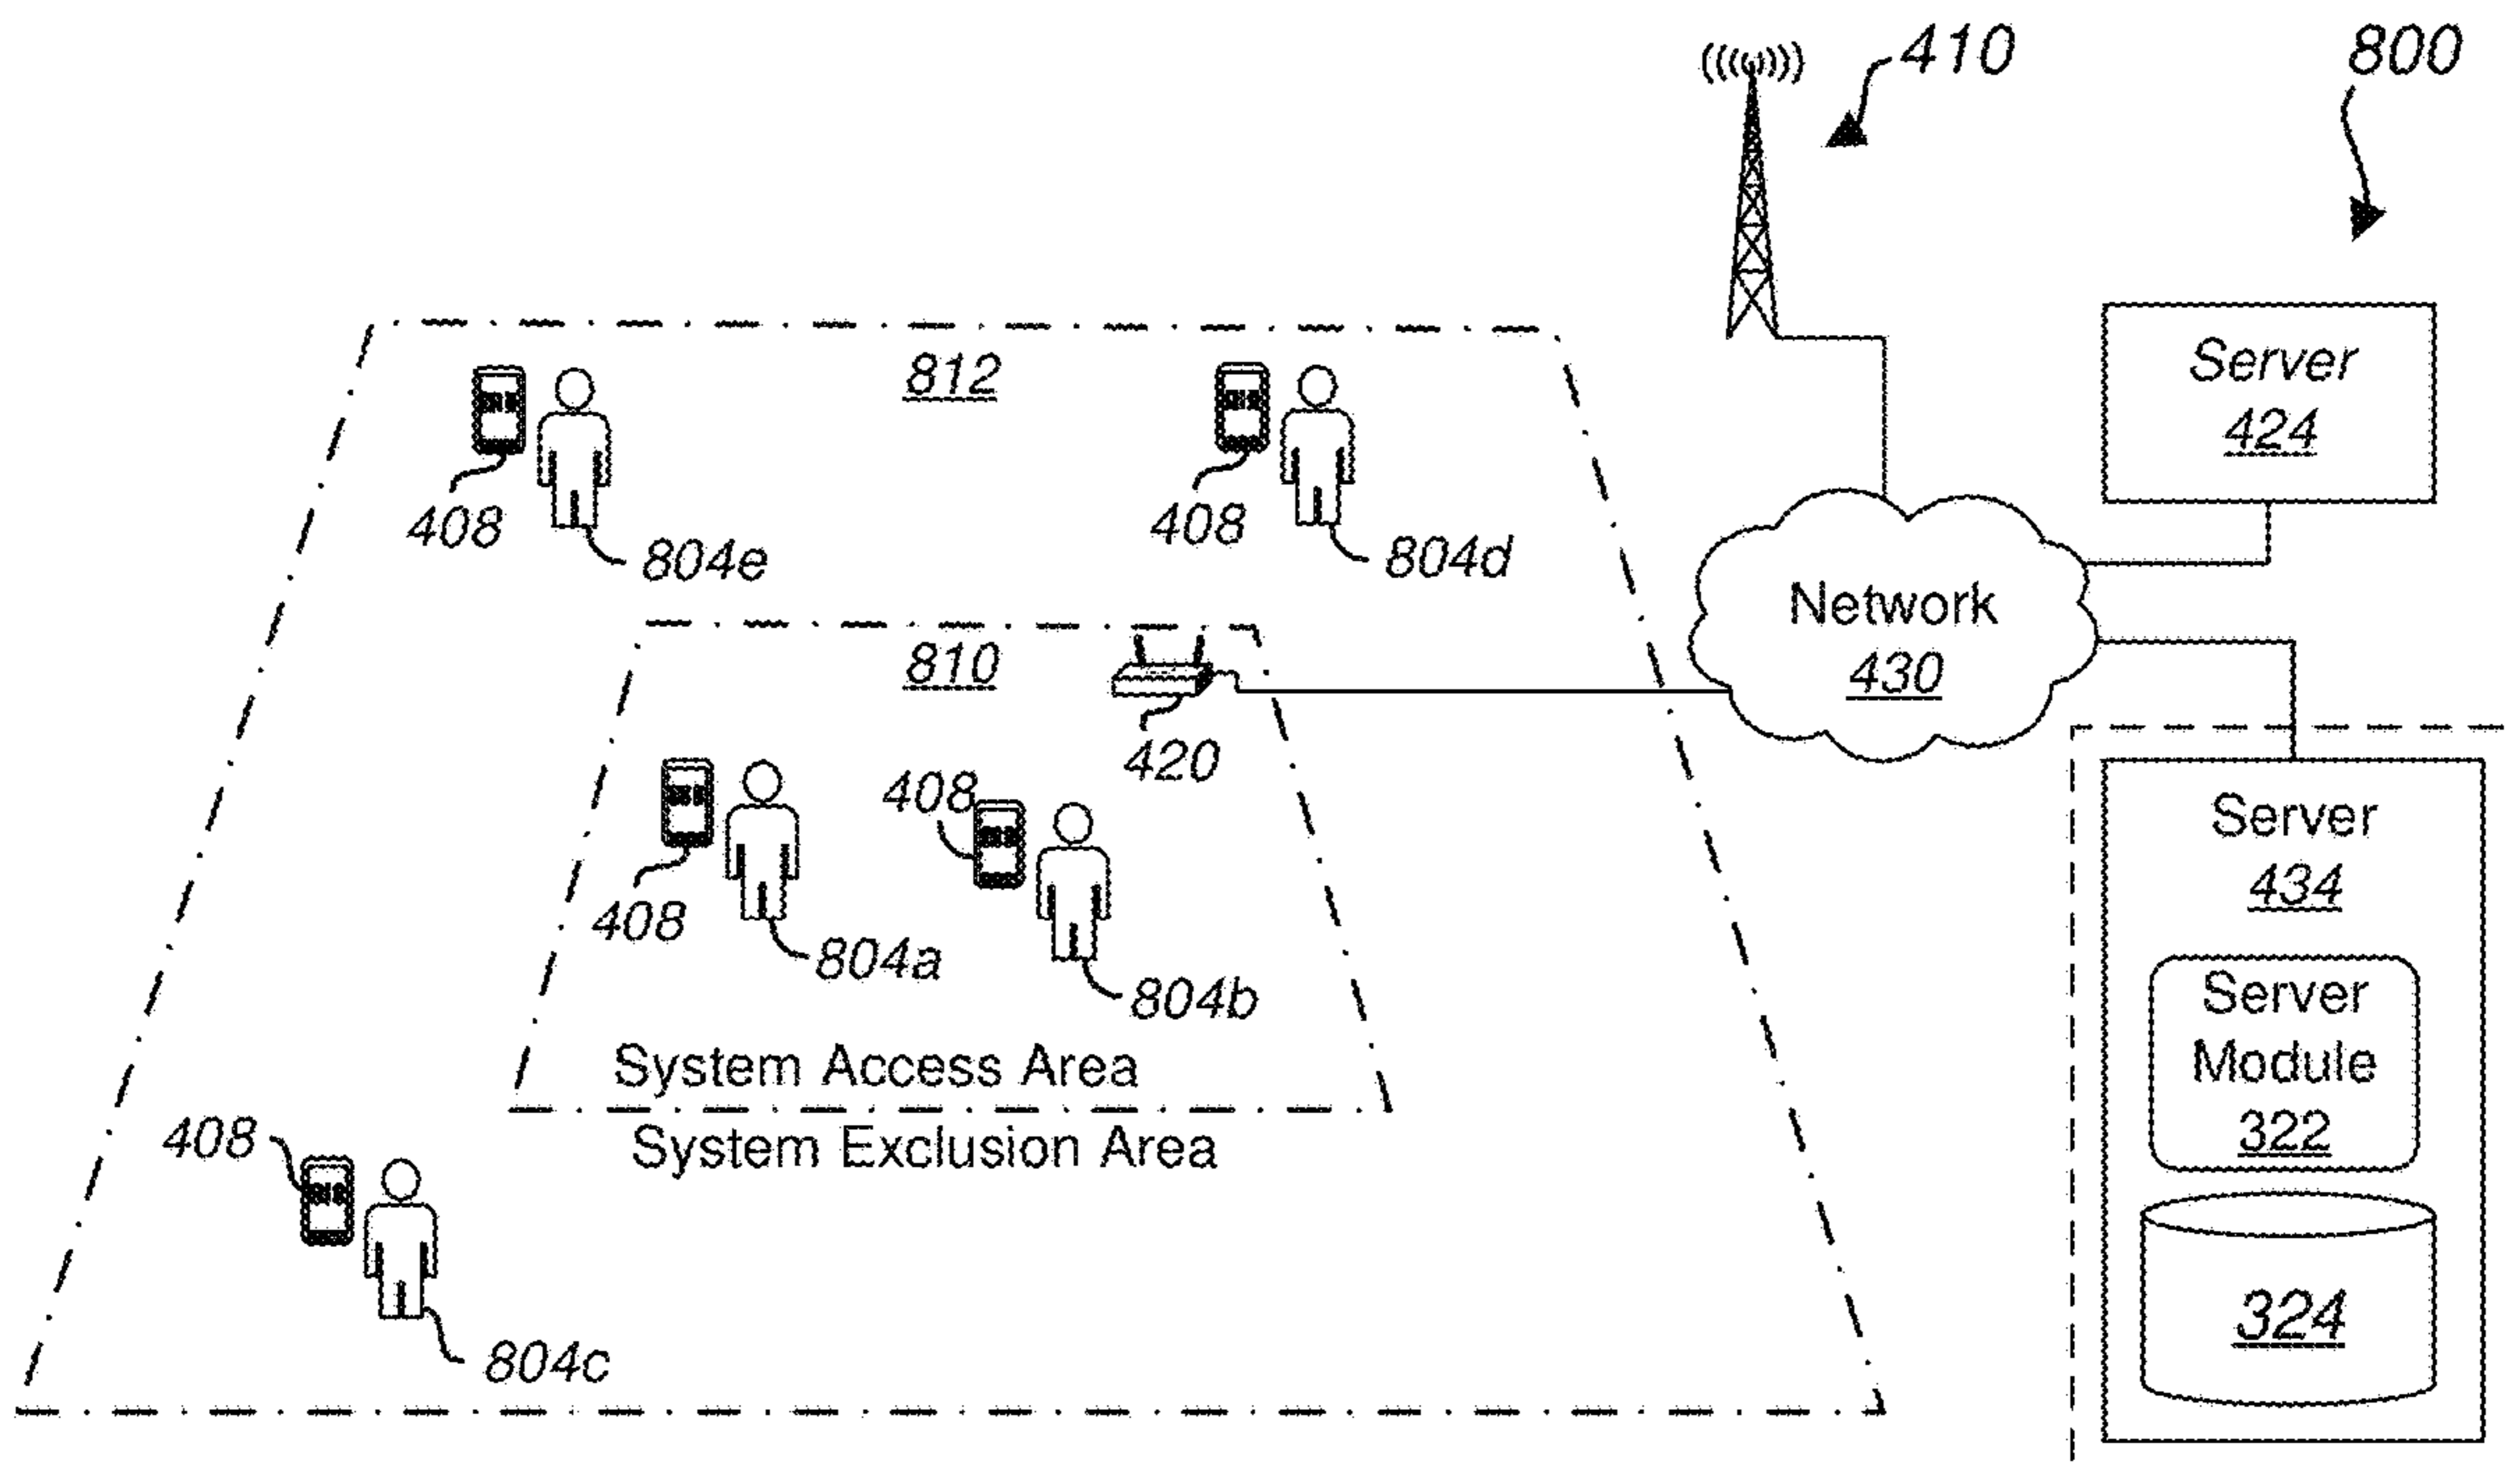 410
800
812
Server
424
408
804e
408
804d
Network
430
810
420
408
408
804a
804b
Server
434
Server
Module
322
System Access Area
System Exclusion Area
408
804c
324